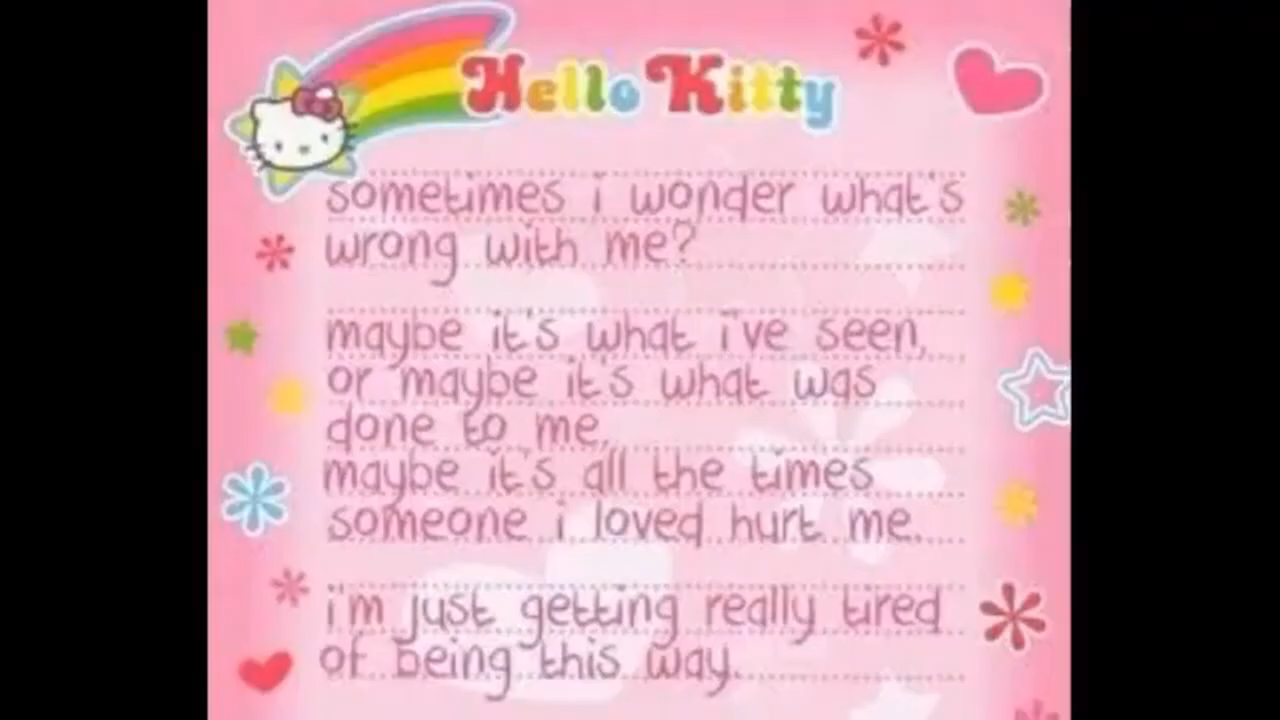 Hello Kitty
sometimes i wonder what's
wrong with me?
maybe it's what i've seen,
or maybe it's what was
done to me,
maybe it's all the times
someone i loved hurt me.
i'm just getting really tired
of being this way.